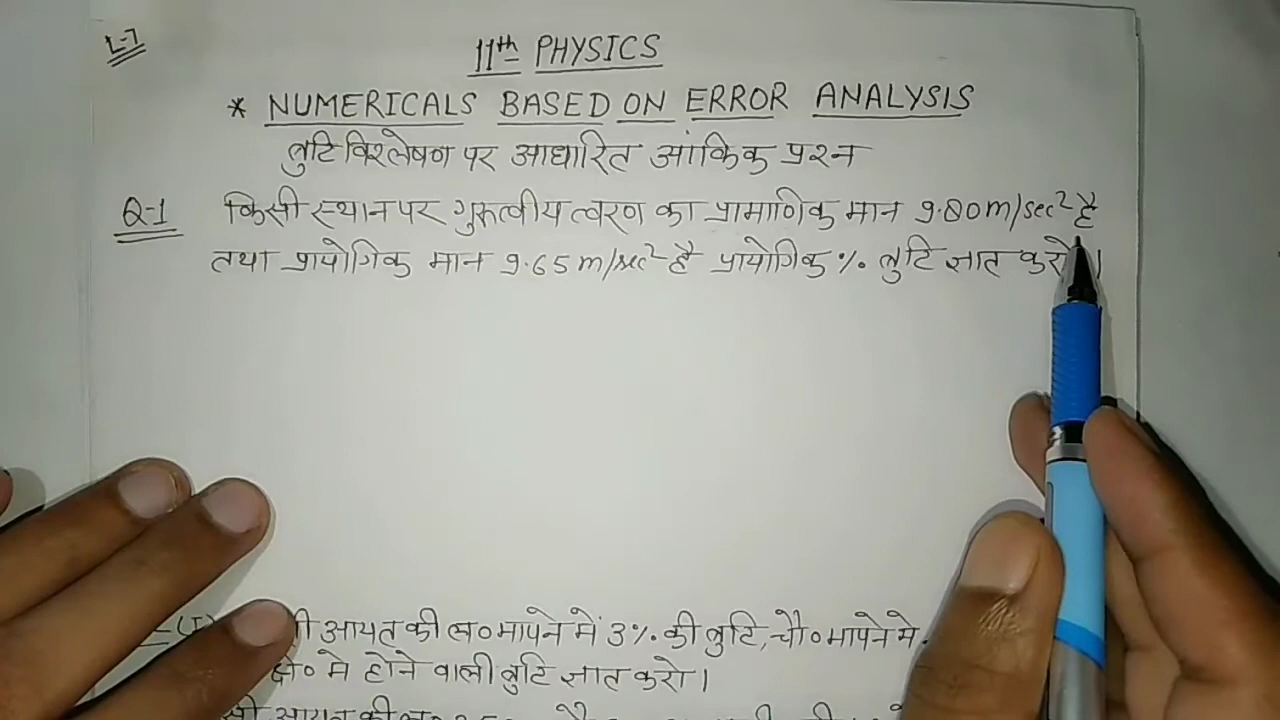 L-7
11th PHYSICS
* NUMERICALS BASED ON ERROR ANALYSIS
त्रुटि विश्लेषण पर आधारित आंकिक प्रश्न
Q-1 किसी स्थान पर गुरुत्वीय त्वरण का प्रामाणिक मान 9.80m/sec² है
तथा प्रायोगिक मान 9.65 m/sec² है प्रायोगिक % त्रुटि ज्ञात करो।
आयत की ल० मापने में 3% की त्रुटि, चौ० मापने मे
क्षे० मे होने वाली त्रुटि ज्ञात करो।